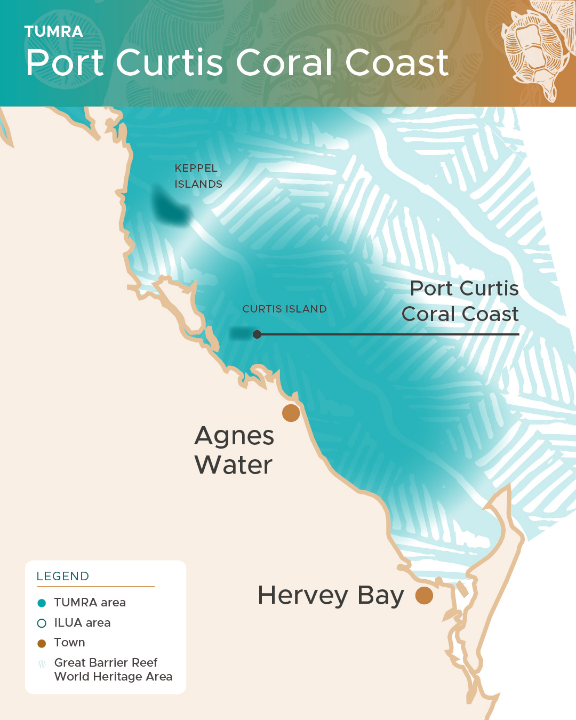 TUMRA
Port Curtis Coral Coast
KEPPEL
ISLANDS
CURTIS ISLAND
Port Curtis
Coral Coast
Agnes
Water
Hervey Bay
LEGEND
TUMRA area
ILUA area
Town
Great Barrier Reef
World Heritage Area